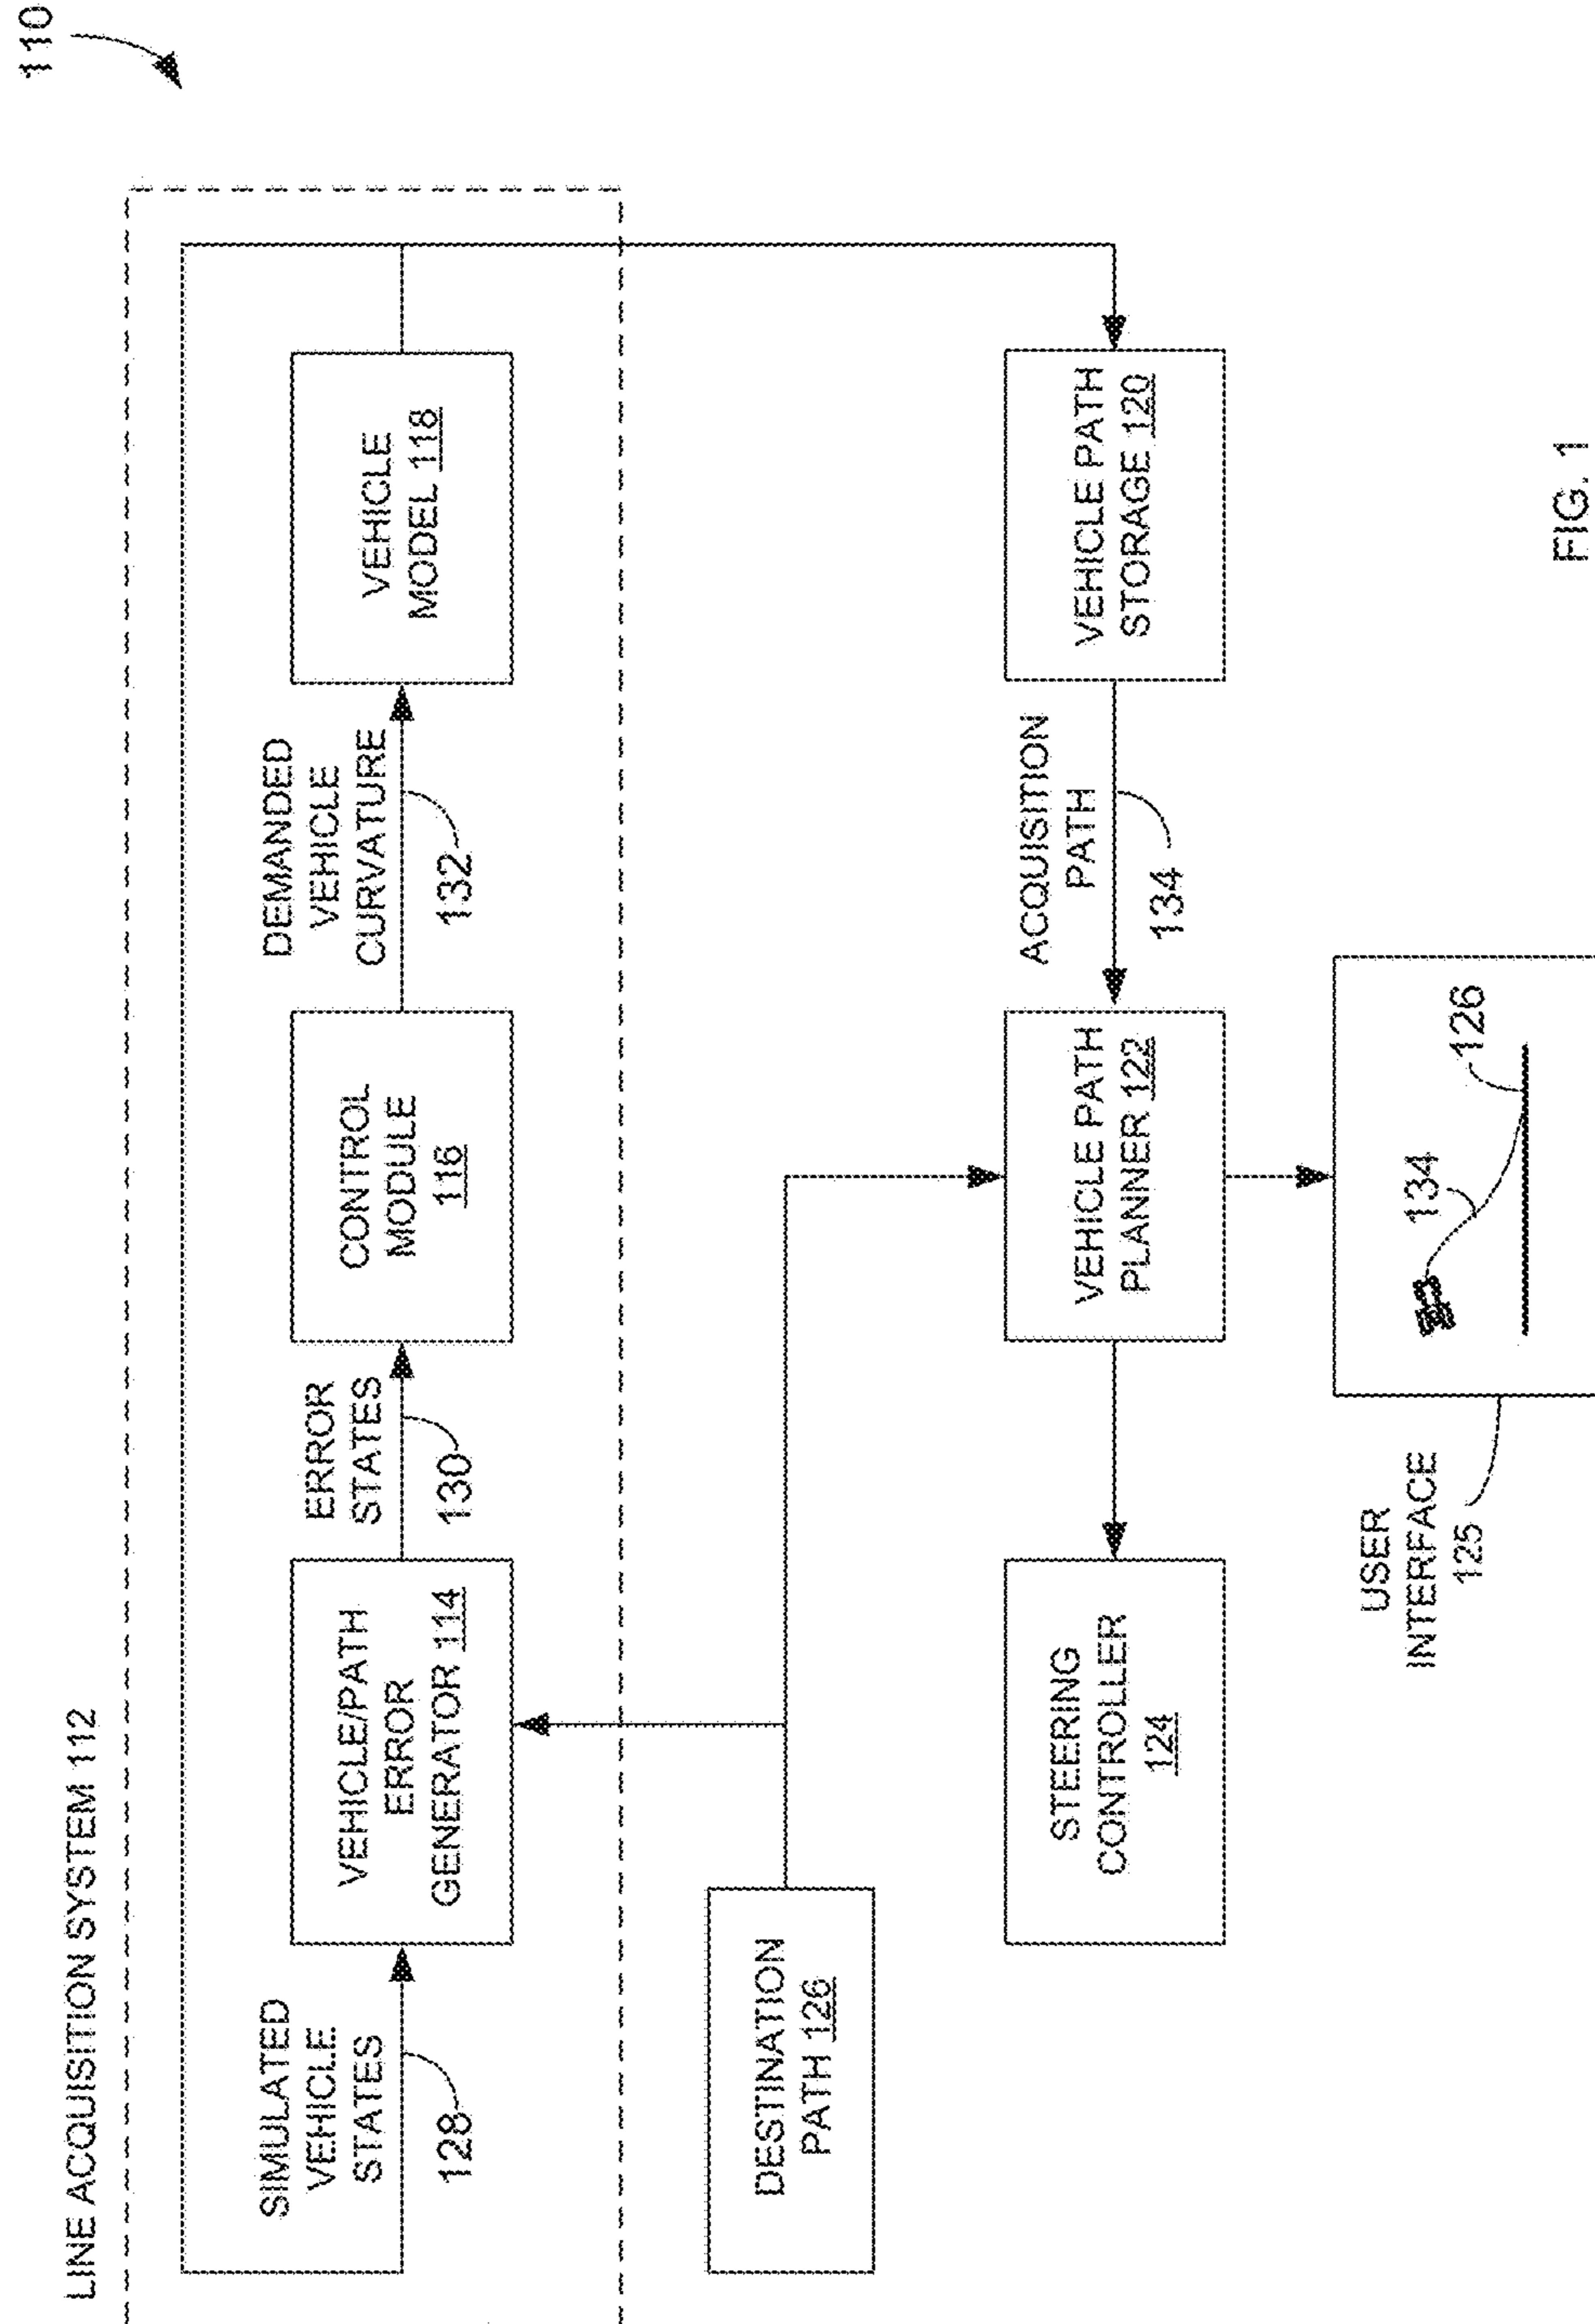 110
LINE ACQUISITION SYSTEM 112
SIMULATED
VEHICLE
STATES
128
VEHICLE/PATH
ERROR
GENERATOR 114
ERROR
STATES
130
CONTROL
MODULE
116
DEMANDED
VEHICLE
CURVATURE
132
VEHICLE
MODEL 118
DESTINATION
PATH 126
STEERING
CONTROLLER
124
VEHICLE PATH
PLANNER 122
ACQUISITION
PATH
134
VEHICLE PATH
STORAGE 120
USER
INTERFACE
125
134
126
FIG. 1